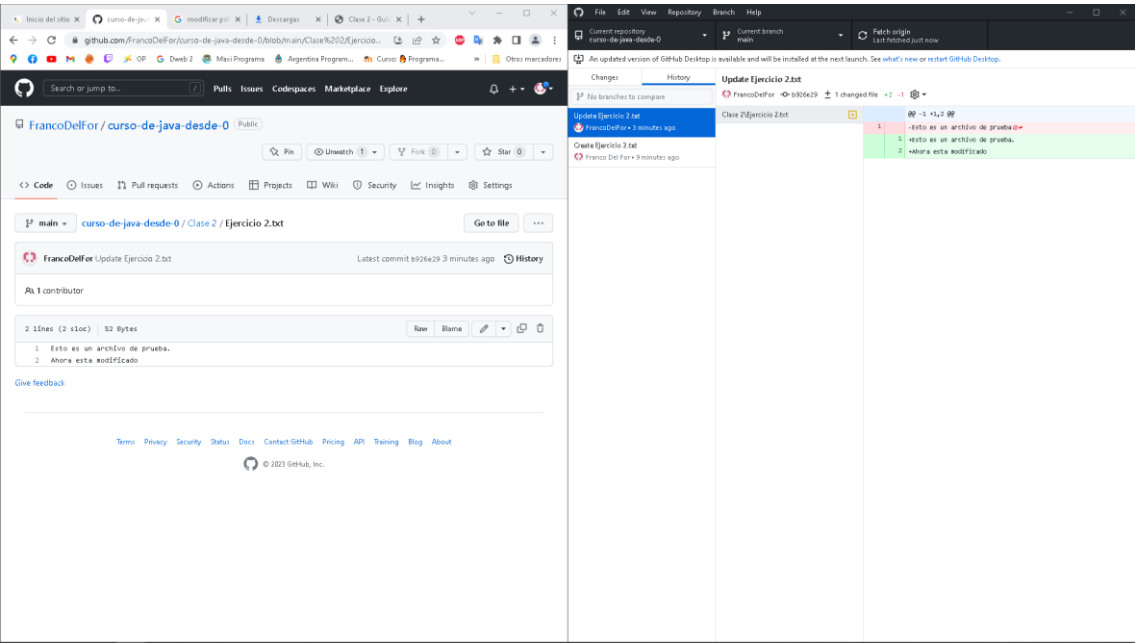 Inicio del sitio
curso-de-java
modificar pil
Descargas
Clase 2 - Guía
github.com/FrancoDelFor/curso-de-java-desde-0/blob/main/Clase%202/Ejercicio...
OP
Dweb 2
MaxiPrograma
Argentina Program...
Curso: Programa...
»
Otros marcadores
Search or jump to...
/
Pulls Issues Codespaces Marketplace Explore
FrancoDelFor / curso-de-java-desde-0 Public
Pin
Unwatch 1
Fork 0
Star 0
Code
Issues
Pull requests
Actions
Projects
Wiki
Security
Insights
Settings
main
curso-de-java-desde-0 / Clase 2 / Ejercicio 2.txt
Go to file
...
FrancoDelFor Update Ejercicio 2.txt
Latest commit b926e29 3 minutes ago
History
1 contributor
2 lines (2 sloc) | 52 Bytes
Raw
Blame
1 Esto es un archivo de prueba.
2 Ahora esta modificado
Give feedback
Terms Privacy Security Status Docs Contact GitHub Pricing API Training Blog About
© 2023 GitHub, Inc.
File Edit View Repository Branch Help
Current repository
curso-de-java-desde-0
Current branch
main
Fetch origin
Last fetched just now
An updated version of GitHub Desktop is available and will be installed at the next launch. See what's new or restart GitHub Desktop.
Changes
History
No branches to compare
Update Ejercicio 2.txt
FrancoDelFor • 3 minutes ago
Create Ejercicio 2.txt
Franco Del For • 9 minutes ago
Update Ejercicio 2.txt
FrancoDelFor b926e29 1 changed file +2 -1
Clase 2\Ejercicio 2.txt
@@ -1 +1,2 @@
1 -Esto es un archivo de prueba
1 +Esto es un archivo de prueba.
2 +Ahora esta modificado